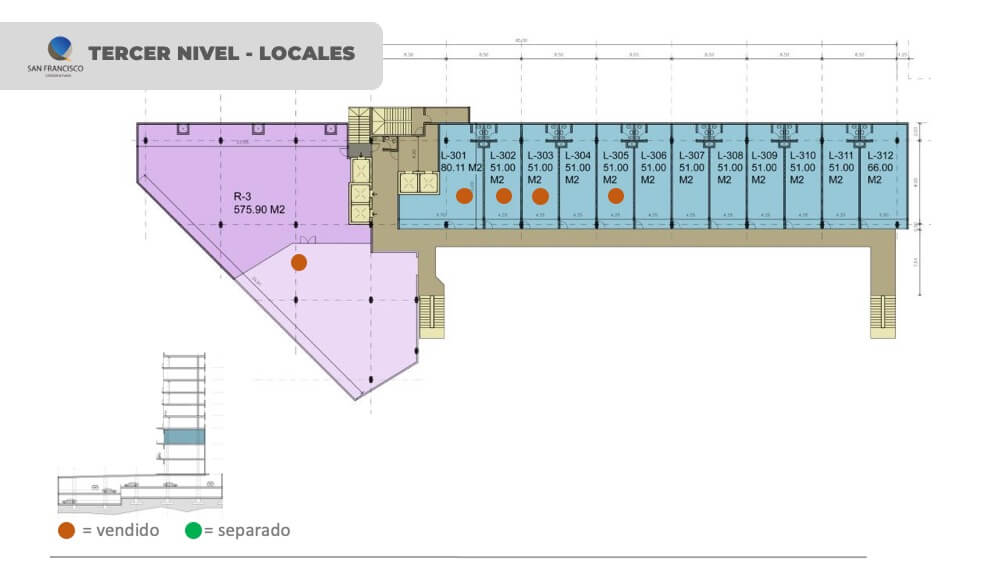 TERCER NIVEL - LOCALES
SAN FRANCISCO
R-3
575.90 M2
L-301
80.11 M2
L-302
51.00
M2
L-303
51.00
M2
L-304
51.00
M2
L-305
51.00
M2
L-306
51.00
M2
L-307
51.00
M2
L-308
51.00
M2
L-309
51.00
M2
L-310
51.00
M2
L-311
51.00
M2
L-312
66.00
M2
= vendido
= separado